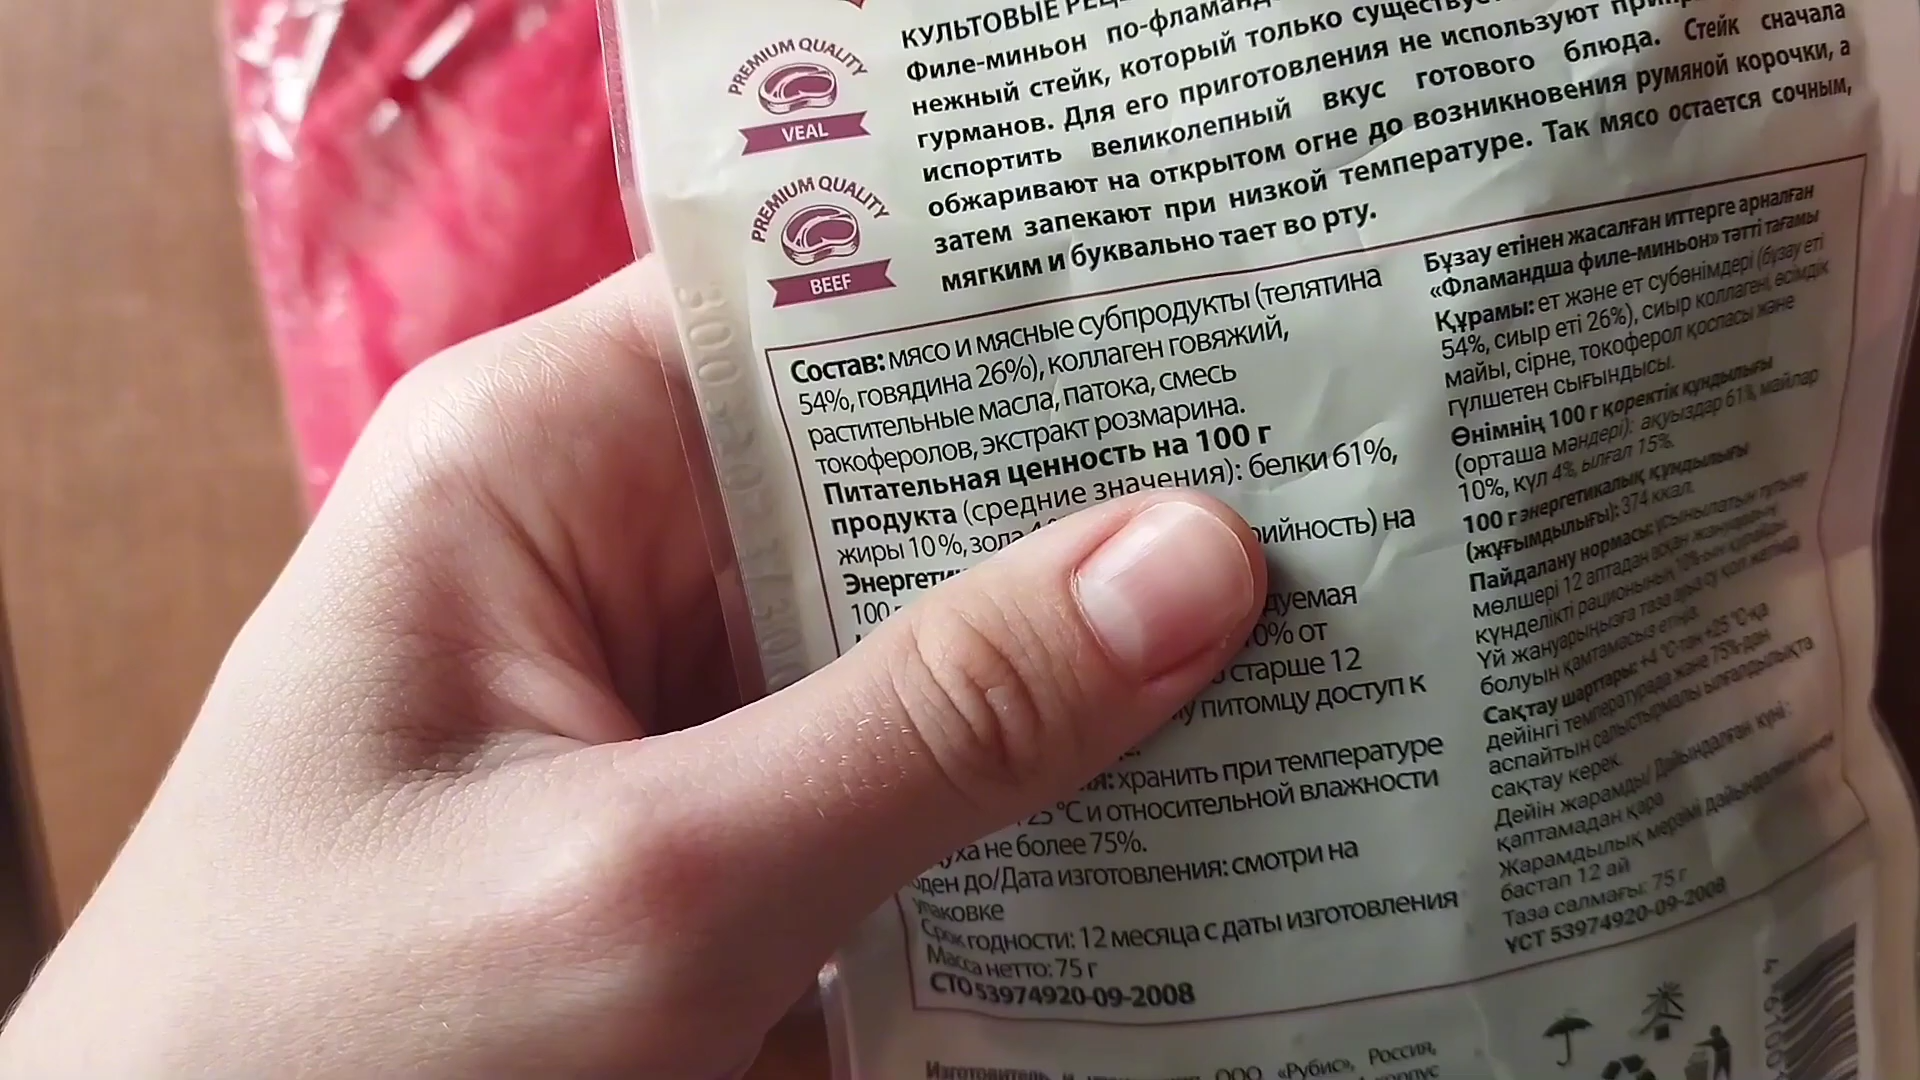 PREMIUM QUALITY
VEAL
PREMIUM QUALITY
BEEF
КУЛЬТОВЫЕ
Филе-миньон по-фламанд
нежный стейк, который только
гурманов. Для его приготовления не используют
испортить великолепный вкус готового блюда. Стейк сначала
обжаривают на открытом огне до возникновения румяной корочки, а
затем запекают при низкой температуре. Так мясо остается сочным,
мягким и буквально тает во рту.
Состав: мясо и мясные субпродукты (телятина
54%, говядина 26%), коллаген говяжий,
растительные масла, патока, смесь
токоферолов, экстракт розмарина.
Питательная ценность на 100 г
продукта (средние значения): белки 61%,
жиры 10%, зола
Энергети рийность) на
100
дуемая
0% от
старше 12
питомцу доступ к
хранить при температуре
25 °С и относительной влажности
уха не более 75%.
ден до/Дата изготовления: смотри на
упаковке
Срок годности: 12 месяца с даты изготовления
Масса нетто: 75 г
СТО 53974920-09-2008
Бұзау етінен жасалған иттерге арналған
«Фламандша филе-миньон» тәтті тағамы
Құрамы: ет және ет субөнімдері (бұзау еті
54%, сиыр еті 26%), сиыр коллагені, өсімдік
майы, сірне, токоферол қоспасы және
гүлшетен сығындысы.
Өнімнің 100 г қоректік құндылығы
(орташа мәндері): ақуыздар 61%, майлар
10%, күл 4%, ылғал 15%.
100 г энергетикалық құндылығы
(жұғымдылығы): 374 ккал.
Пайдалану нормасы: ұсынылатын тұтыну
мөлшері 12 аптадан асқан жануардың
күнделікті рационының 10%-ын құрайды.
Үй жануарыңызға таза ауыз су қол жетімді
болуын қамтамасыз етіңіз.
Сақтау шарттары: +4 °С-тан +25 °С-қа
дейінгі температурада және 75%-дан
аспайтын салыстырмалы ылғалдылықта
сақтау керек.
Дейін жарамды/ Дайындалған күні:
қаптамадан қара
Жарамдылық мерзімі дайындалған күннен
бастап 12 ай
Таза салмағы: 75 г
ҰСТ 53974920-09-2008
Изготовитель ООО «Рубис», Россия,
корпус